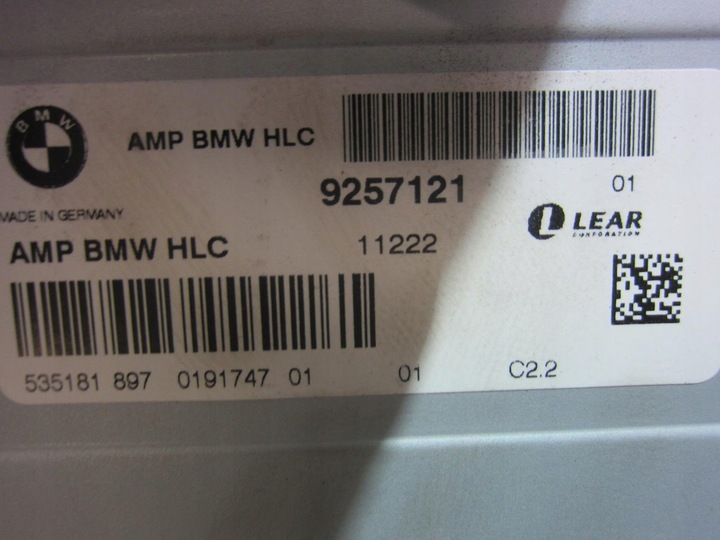 BMW
AMP BMW HLC
9257121 01
MADE IN GERMANY
LEAR
CORPORATION
AMP BMW HLC 11222
535181 897 0191747 01 01 C2.2